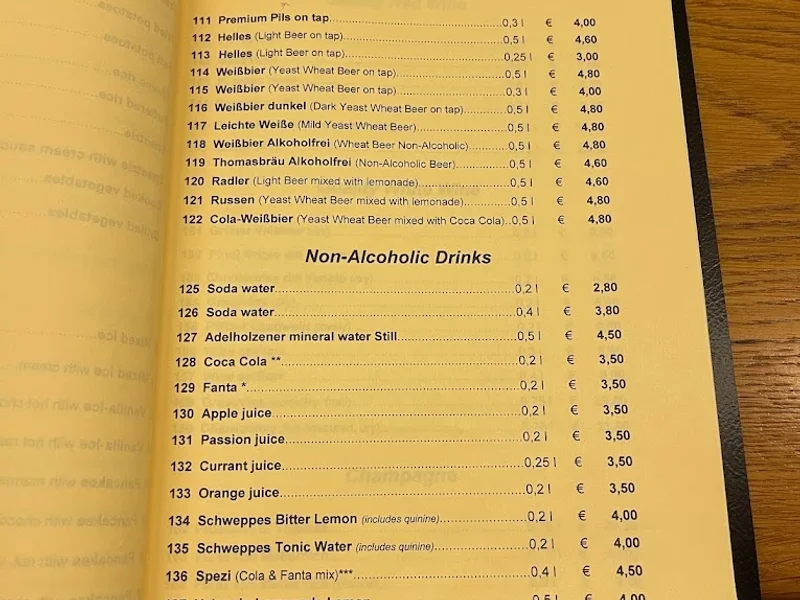 111 Premium Pils on tap..........0,3 l € 4,00
112 Helles (Light Beer on tap)..........0,5 l € 4,60
113 Helles (Light Beer on tap)..........0,25 l € 3,00
114 Weißbier (Yeast Wheat Beer on tap)..........0,5 l € 4,80
115 Weißbier (Yeast Wheat Beer on tap)..........0,3 l € 4,00
116 Weißbier dunkel (Dark Yeast Wheat Beer on tap)..........0,5 l € 4,80
117 Leichte Weiße (Mild Yeast Wheat Beer)..........0,5 l € 4,80
118 Weißbier Alkoholfrei (Wheat Beer Non-Alcoholic)..........0,5 l € 4,80
119 Thomasbräu Alkoholfrei (Non-Alcoholic Beer)..........0,5 l € 4,60
120 Radler (Light Beer mixed with lemonade)..........0,5 l € 4,60
121 Russen (Yeast Wheat Beer mixed with lemonade)..........0,5 l € 4,80
122 Cola-Weißbier (Yeast Wheat Beer mixed with Coca Cola)..0,5 l € 4,80
Non-Alcoholic Drinks
125 Soda water..........0,2 l € 2,80
126 Soda water..........0,4 l € 3,80
127 Adelholzener mineral water Still..........0,5 l € 4,50
128 Coca Cola **..........0,2 l € 3,50
129 Fanta *..........0,2 l € 3,50
130 Apple juice..........0,2 l € 3,50
131 Passion juice..........0,2 l € 3,50
132 Currant juice..........0,25 l € 3,50
133 Orange juice..........0,2 l € 3,50
134 Schweppes Bitter Lemon (includes quinine)..........0,2 l € 4,00
135 Schweppes Tonic Water (includes quinine)..........0,2 l € 4,00
136 Spezi (Cola & Fanta mix)***..........0,4 l € 4,50